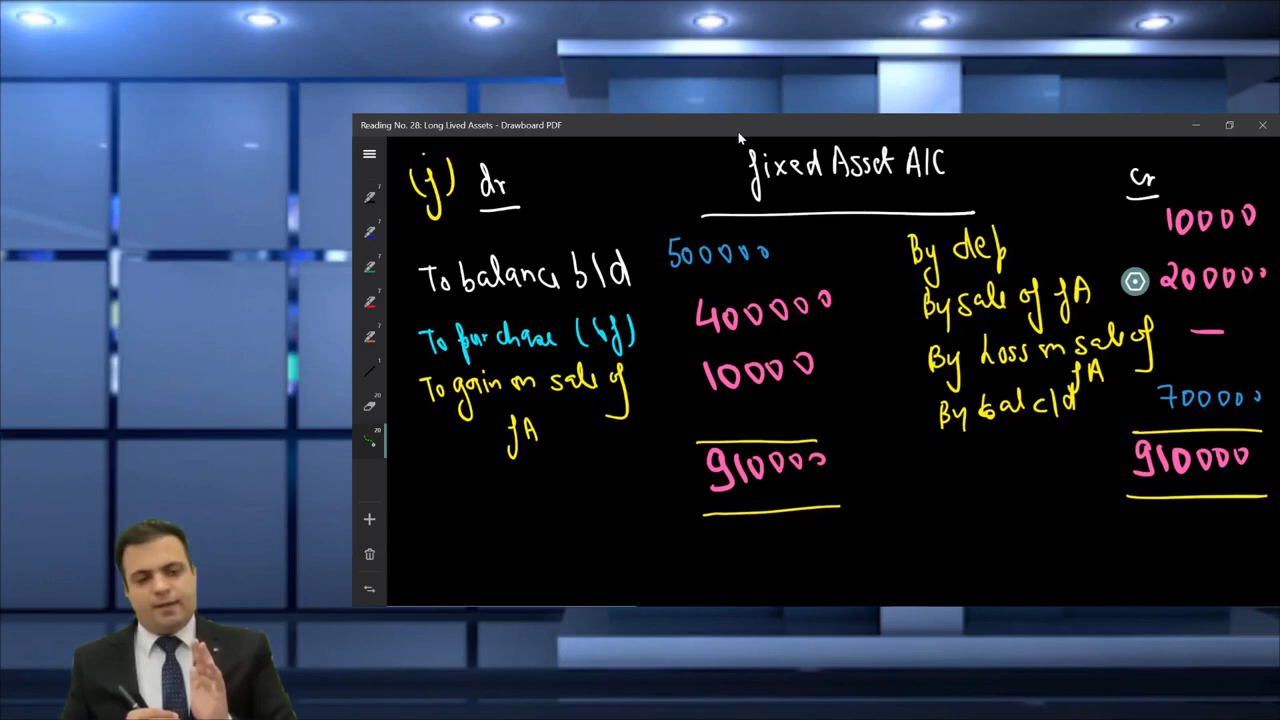 Reading No. 28: Long Lived Assets - Drawboard PDF
(j) dr
fixed Asset A/C
cr
To balance b/d 500000
To purchase (bf) 400000
To gain on sale of fA 10000
910000
By dep 10000
By sale of fA 200000
By Loss on sale of fA —
By bal c/d 700000
910000